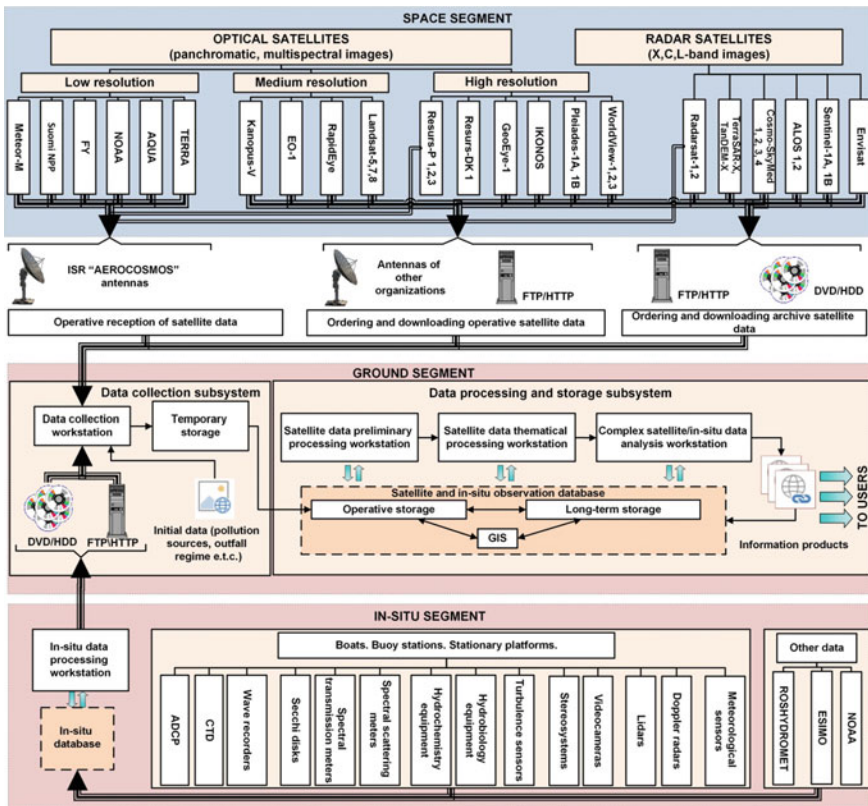 SPACE SEGMENT
OPTICAL SATELLITES
(panchromatic, multispectral images)
RADAR SATELLITES
(X,C,L-band images)
Low resolution
Medium resolution
High resolution
Meteor-M
Suomi NPP
FY
NOAA
AQUA
TERRA
Kanopus-V
EO-1
RapidEye
Landsat-5,7,8
Resurs-P 1,2,3
Resurs-DK 1
GeoEye-1
IKONOS
Pleiades-1A, 1B
WorldView-1,2,3
Radarsat-1,2
TerraSAR-X,
TanDEM-X
Cosmo-SkyMed
1, 2, 3, 4
ALOS 1,2
Sentinel-1A, 1B
Envisat
ISR "AEROCOSMOS"
antennas
Antennas of
other
organizations
FTP/HTTP
FTP/HTTP
DVD/HDD
Operative reception of satellite data
Ordering and downloading operative satellite data
Ordering and downloading archive satellite
data
GROUND SEGMENT
Data collection subsystem
Data collection
workstation
Temporary
storage
DVD/HDD
FTP\HTTP
Initial data (pollution
sources, outfall
regime e.t.c.)
Data processing and storage subsystem
Satellite data preliminary
processing workstation
Satellite data thematical
processing workstation
Complex satellite/in-situ data
analysis workstation
Satellite and in-situ observation database
Operative storage
Long-term storage
GIS
Information products
TO USERS
IN-SITU SEGMENT
In-situ data
processing
workstation
In-situ
database
Boats. Buoy stations. Stationary platforms.
ADCP
CTD
Wave recorders
Secchi disks
Spectral
transmission meters
Spectral scattering
meters
Hydrochemistry
equipment
Hydrobiology
equipment
Turbulence sensors
Stereosystems
Videocameras
Lidars
Doppler radars
Meteorological
sensors
Other data
ROSHYDROMET
ESIMO
NOAA